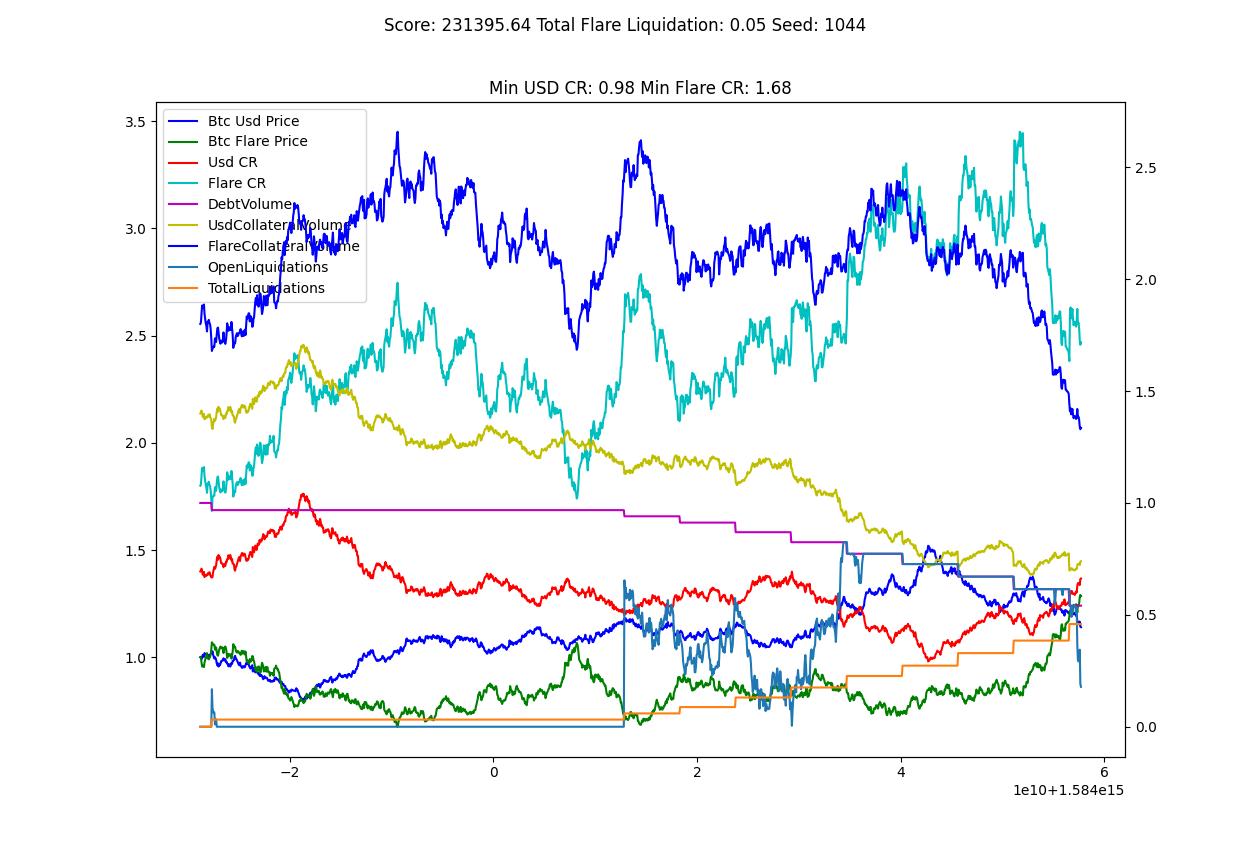 Score: 231395.64 Total Flare Liquidation: 0.05 Seed: 1044
Min USD CR: 0.98 Min Flare CR: 1.68
Btc Usd Price
Btc Flare Price
Usd CR
Flare CR
DebtVolume
UsdCollateralVolume
FlareCollateralVolume
OpenLiquidations
TotalLiquidations
3.5
3.0
2.5
2.0
1.5
1.0
2.5
2.0
1.5
1.0
0.5
0.0
−2
0
2
4
6
1e10+1.584e15